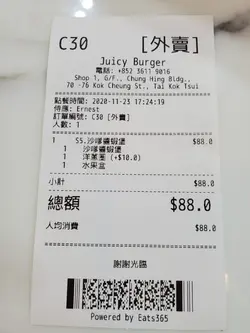 C30 [外賣]
Juicy Burger
電話: +852 3611 9016
Shop 1, G/F., Chung Hing Bldg.,
70 -76 Kok Cheung St., Tai Kok Tsui
點餐時間: 2020-11-23 17:24:19
侍應: Ernest
訂單編號: C30 [外賣]
人數: 1
1 S5.沙嗲醬蝦堡 $88.0
1 沙嗲醬蝦堡
1 洋蔥圈 (+$10.0)
1 水果盒
小計 $88.0
總額 $88.0
人均消費 $88.0
謝謝光臨
Powered by Eats365